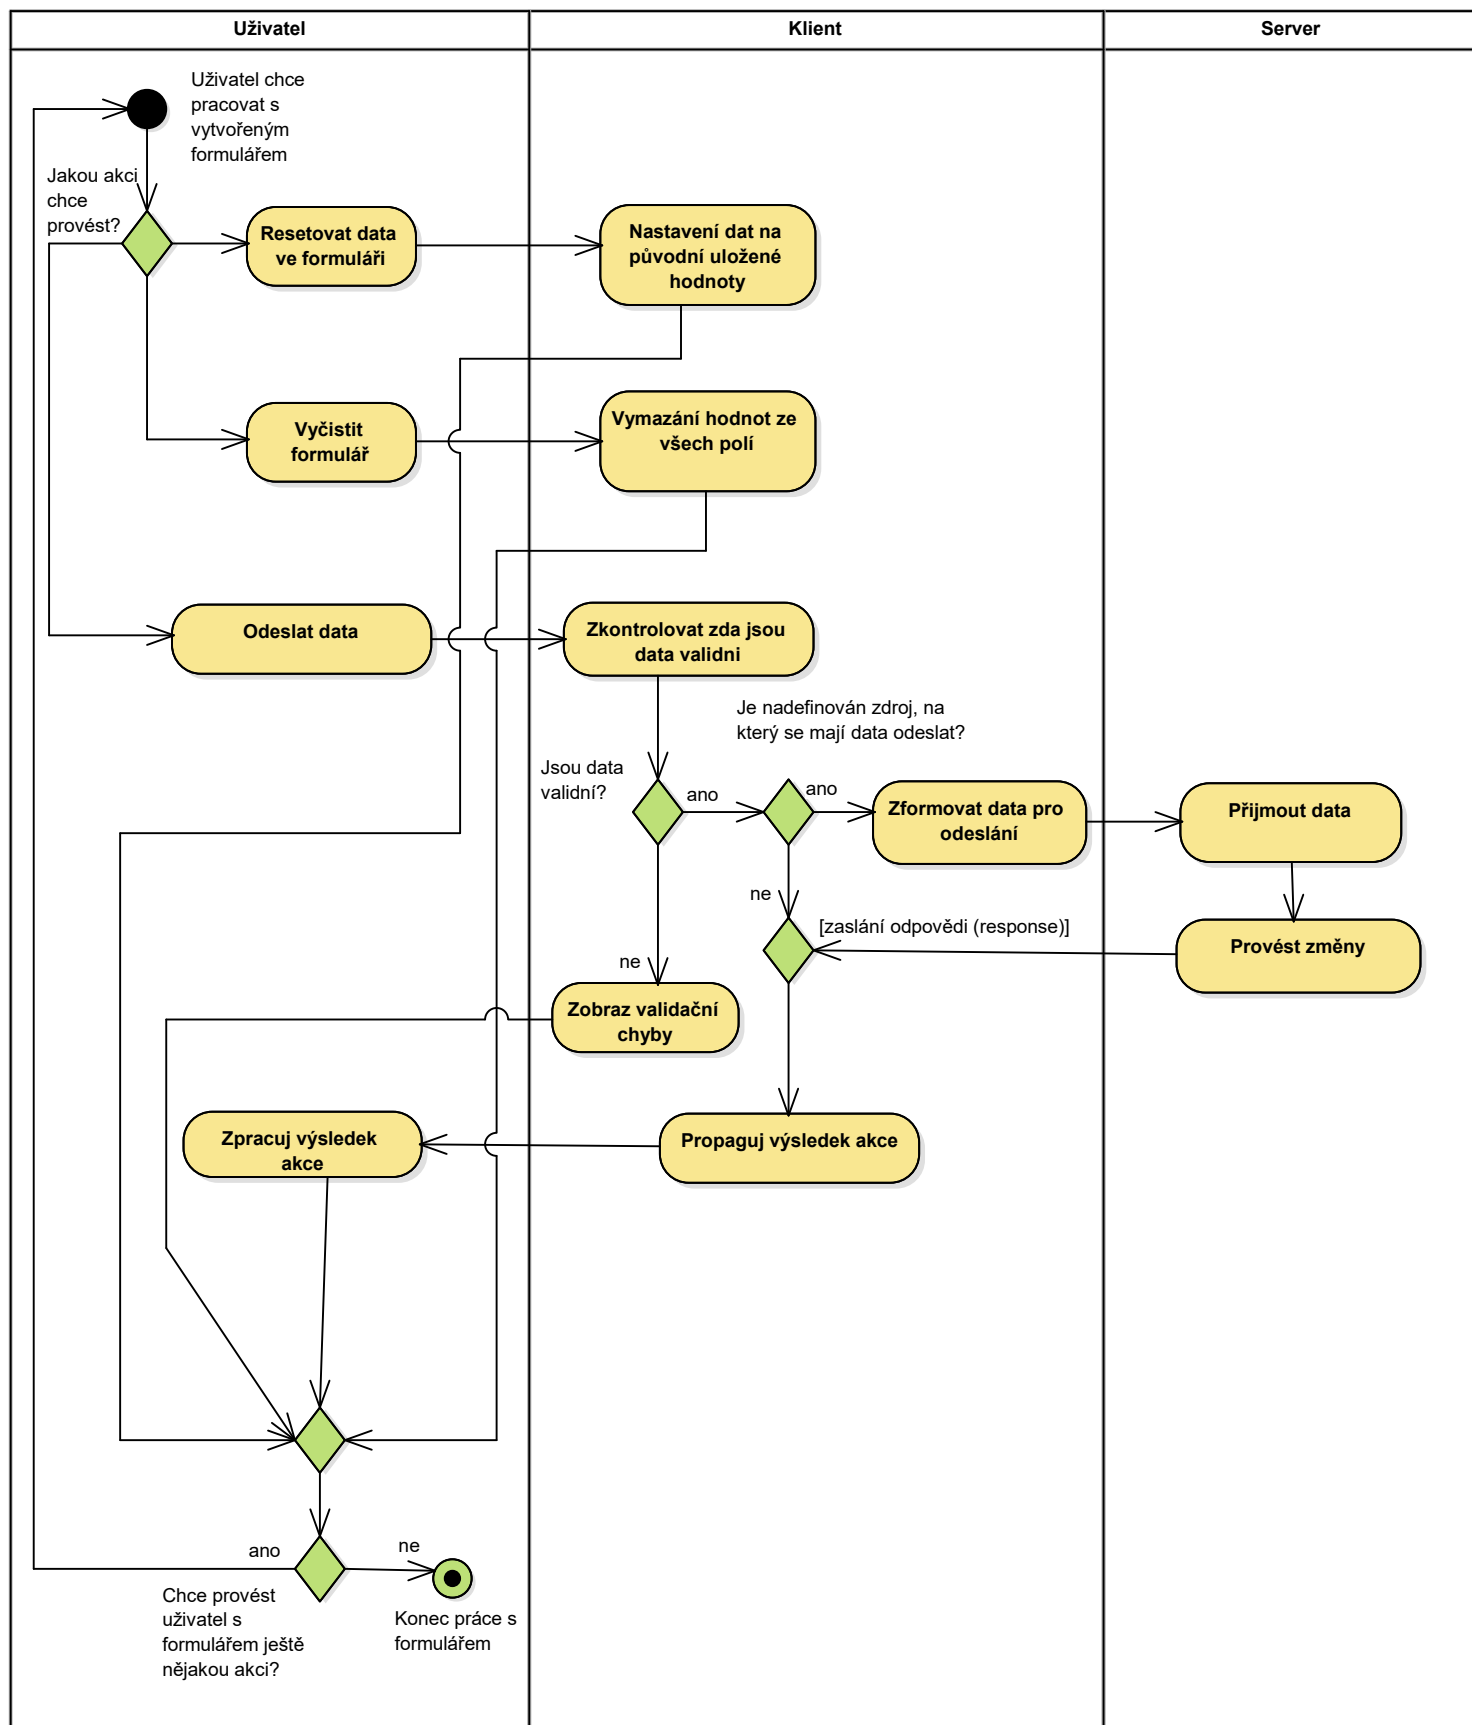 Uživatel
Klient
Server
Uživatel chce
pracovat s
vytvořeným
formulářem
Jakou akci
chce
provést?
Resetovat data
ve formuláři
Nastavení dat na
původní uložené
hodnoty
Vyčistit
formulář
Vymazání hodnot ze
všech polí
Odeslat data
Zkontrolovat zda jsou
data validni
Je nadefinován zdroj, na
který se mají data odeslat?
Jsou data
validní?
ano
ano
Zformovat data pro
odeslání
Přijmout data
ne
[zaslání odpovědi (response)]
Provést změny
ne
Zobraz validační
chyby
Zpracuj výsledek
akce
Propaguj výsledek akce
ano
ne
Chce provést
uživatel s
formulářem ještě
nějakou akci?
Konec práce s
formulářem